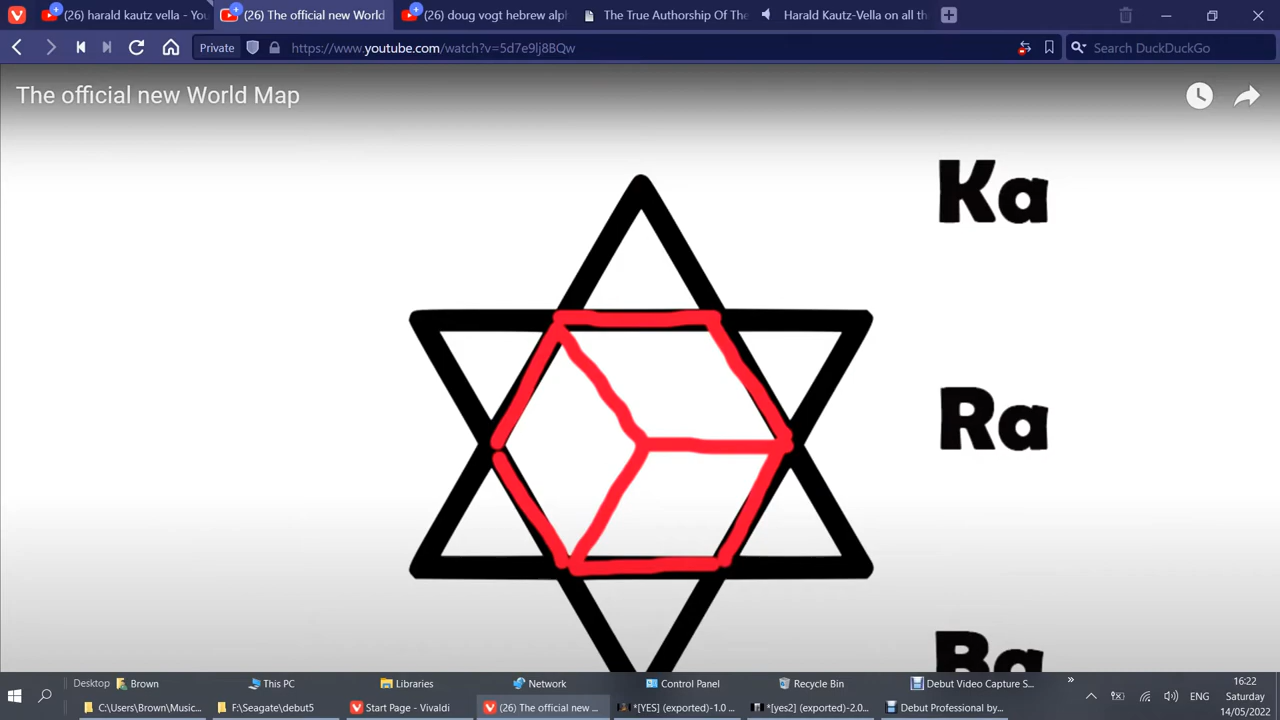 (26) harald kautz vella - You
(26) The official new World
(26) doug vogt hebrew alph
The True Authorship Of The
Harald Kautz-Vella on all th
Private
https://www.youtube.com/watch?v=5d7e9lj8BQw
Search DuckDuckGo
The official new World Map
Ka
Ra
Ba
Desktop
Brown
This PC
Libraries
Network
Control Panel
Recycle Bin
Debut Video Capture S...
»
16:22
ENG
Saturday
14/05/2022
C:\Users\Brown\Music...
F:\Seagate\debut5
Start Page - Vivaldi
(26) The official new ...
*[YES] (exported)-1.0 ...
*[yes2] (exported)-2.0...
Debut Professional by...